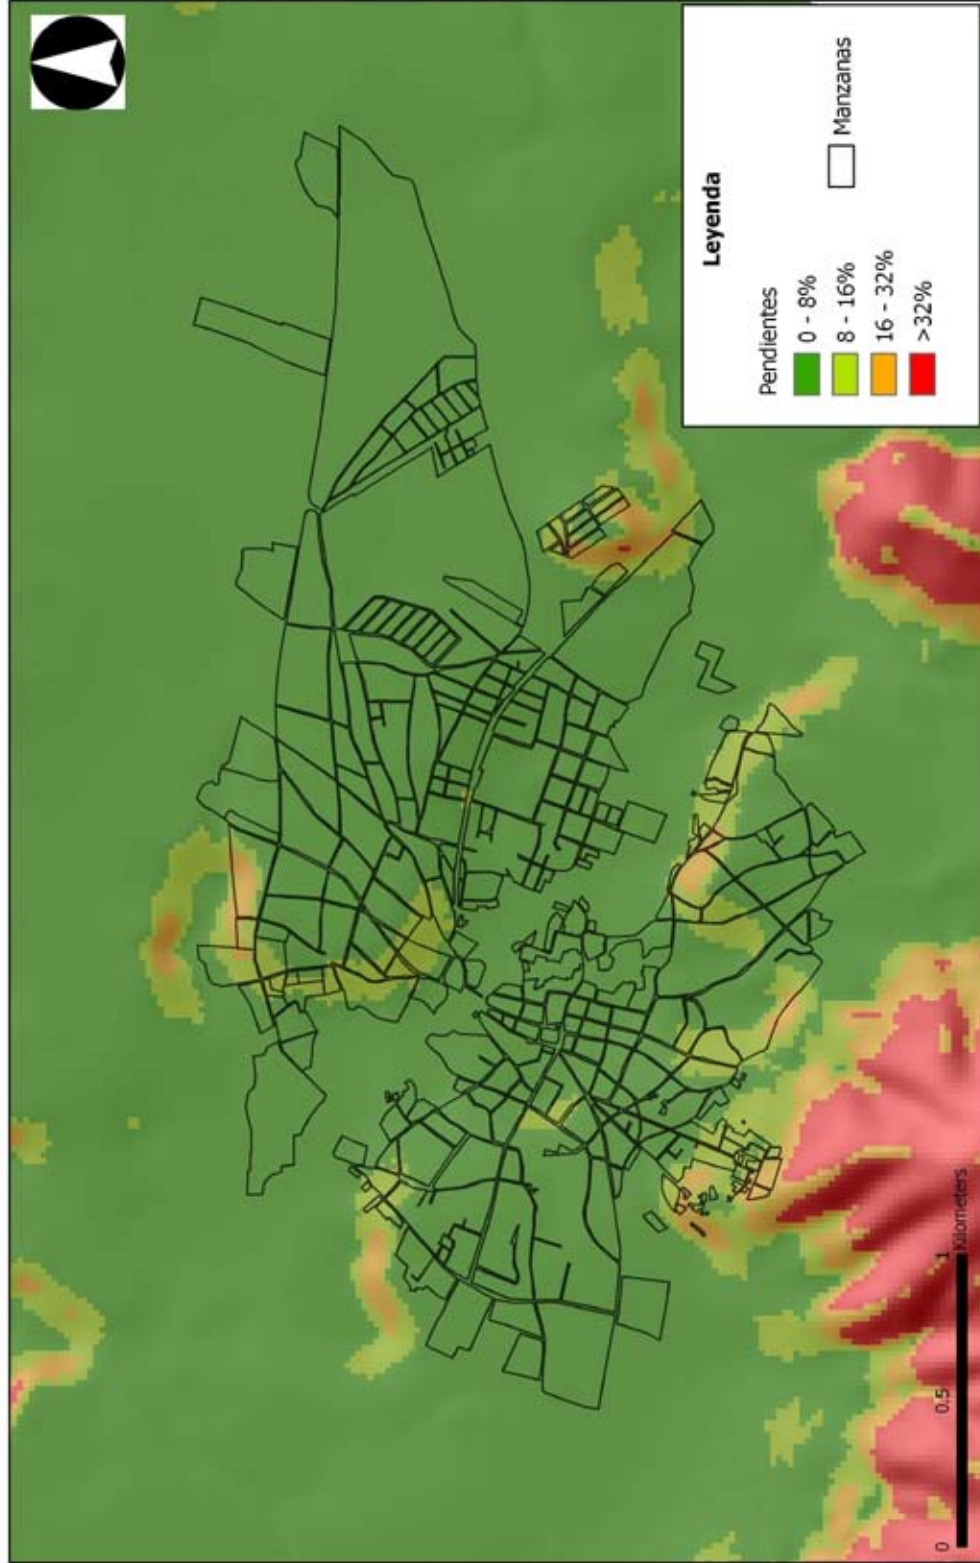 Leyenda
Pendientes
0 - 8%
8 - 16%
16 - 32%
>32%
Manzanas
0 0.5 1
Kilometers